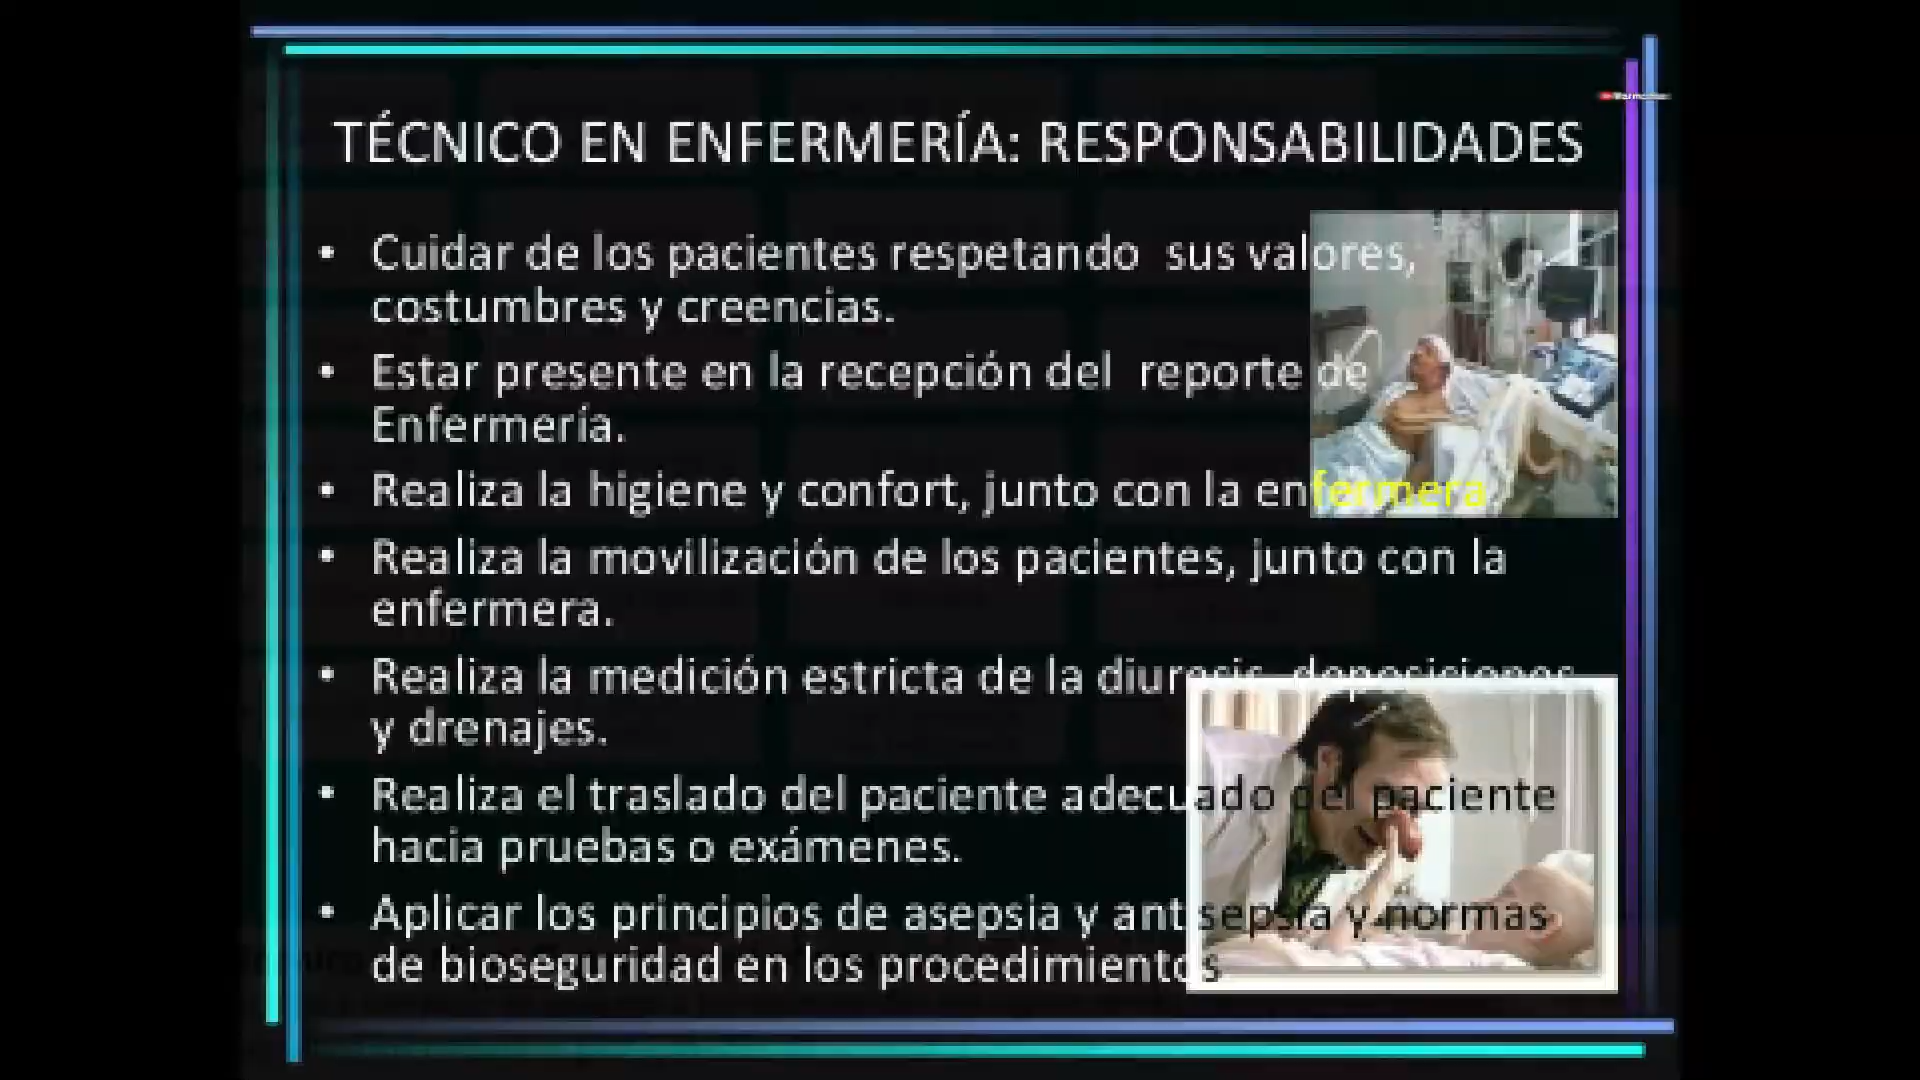 TÉCNICO EN ENFERMERÍA: RESPONSABILIDADES
• Cuidar de los pacientes respetando sus valores,
costumbres y creencias.
• Estar presente en la recepción del reporte de
Enfermería.
• Realiza la higiene y confort, junto con la enfermera
• Realiza la movilización de los pacientes, junto con la
enfermera.
• Realiza la medición estricta de la diuresis, deposiciones
y drenajes.
• Realiza el traslado del paciente adecuado del paciente
hacia pruebas o exámenes.
• Aplicar los principios de asepsia y antisepsia y normas
de bioseguridad en los procedimientos